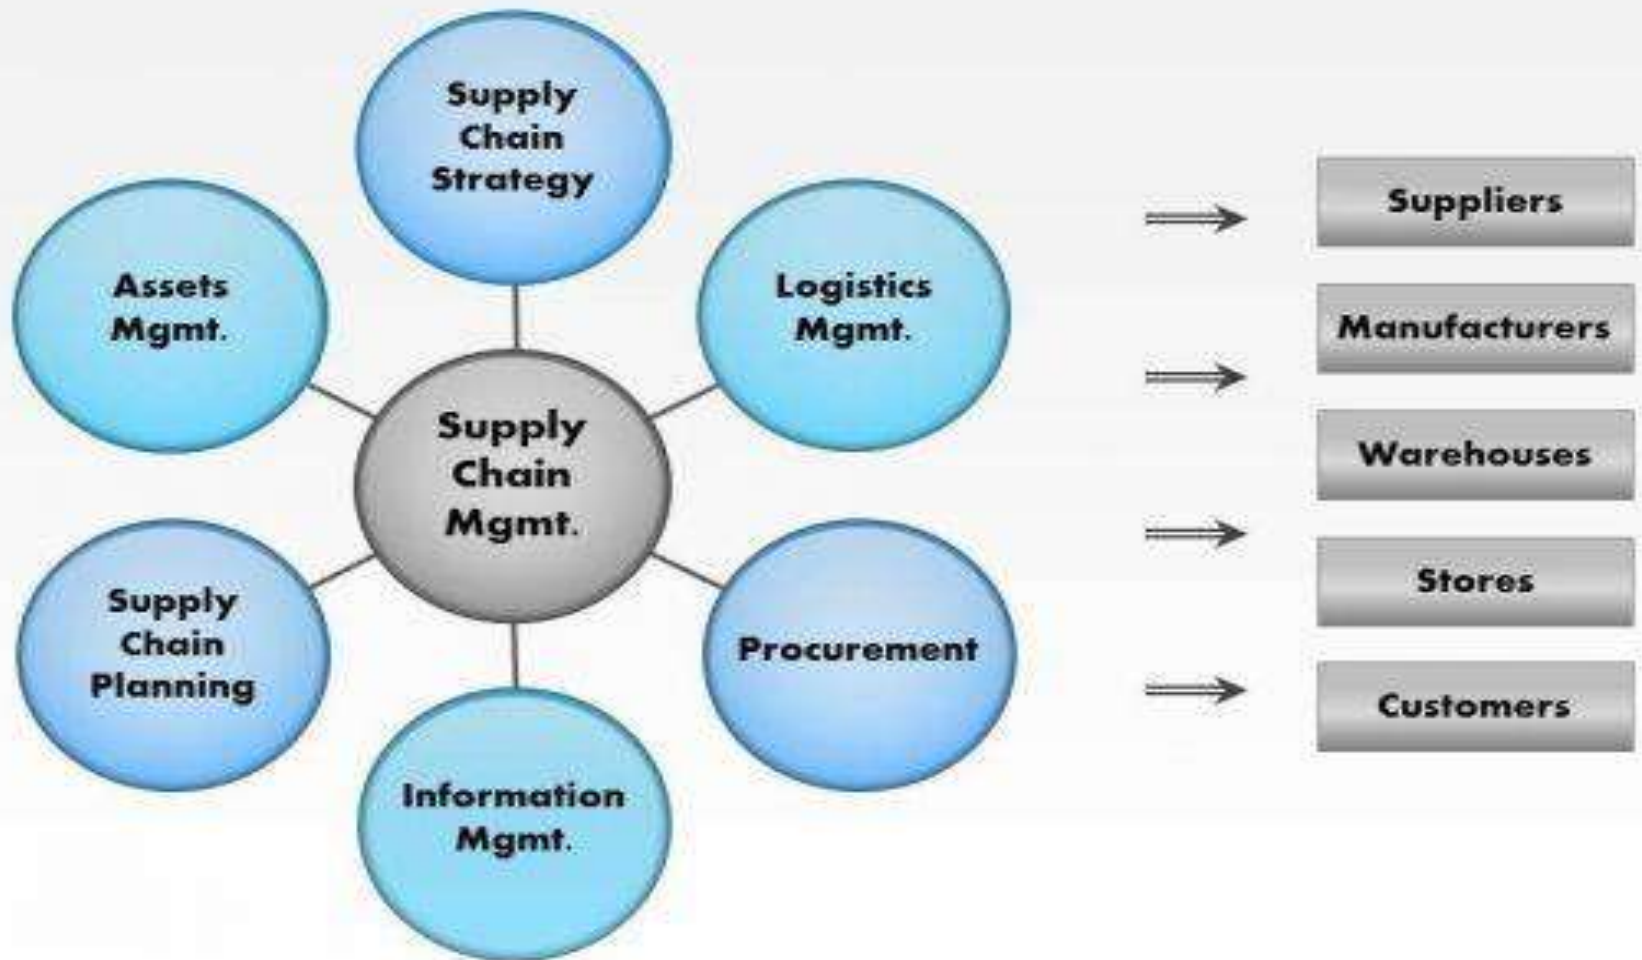 Supply
Chain
Strategy
Assets
Mgmt.
Logistics
Mgmt.
Supply
Chain
Mgmt.
Supply
Chain
Planning
Procurement
Information
Mgmt.
Suppliers
Manufacturers
Warehouses
Stores
Customers